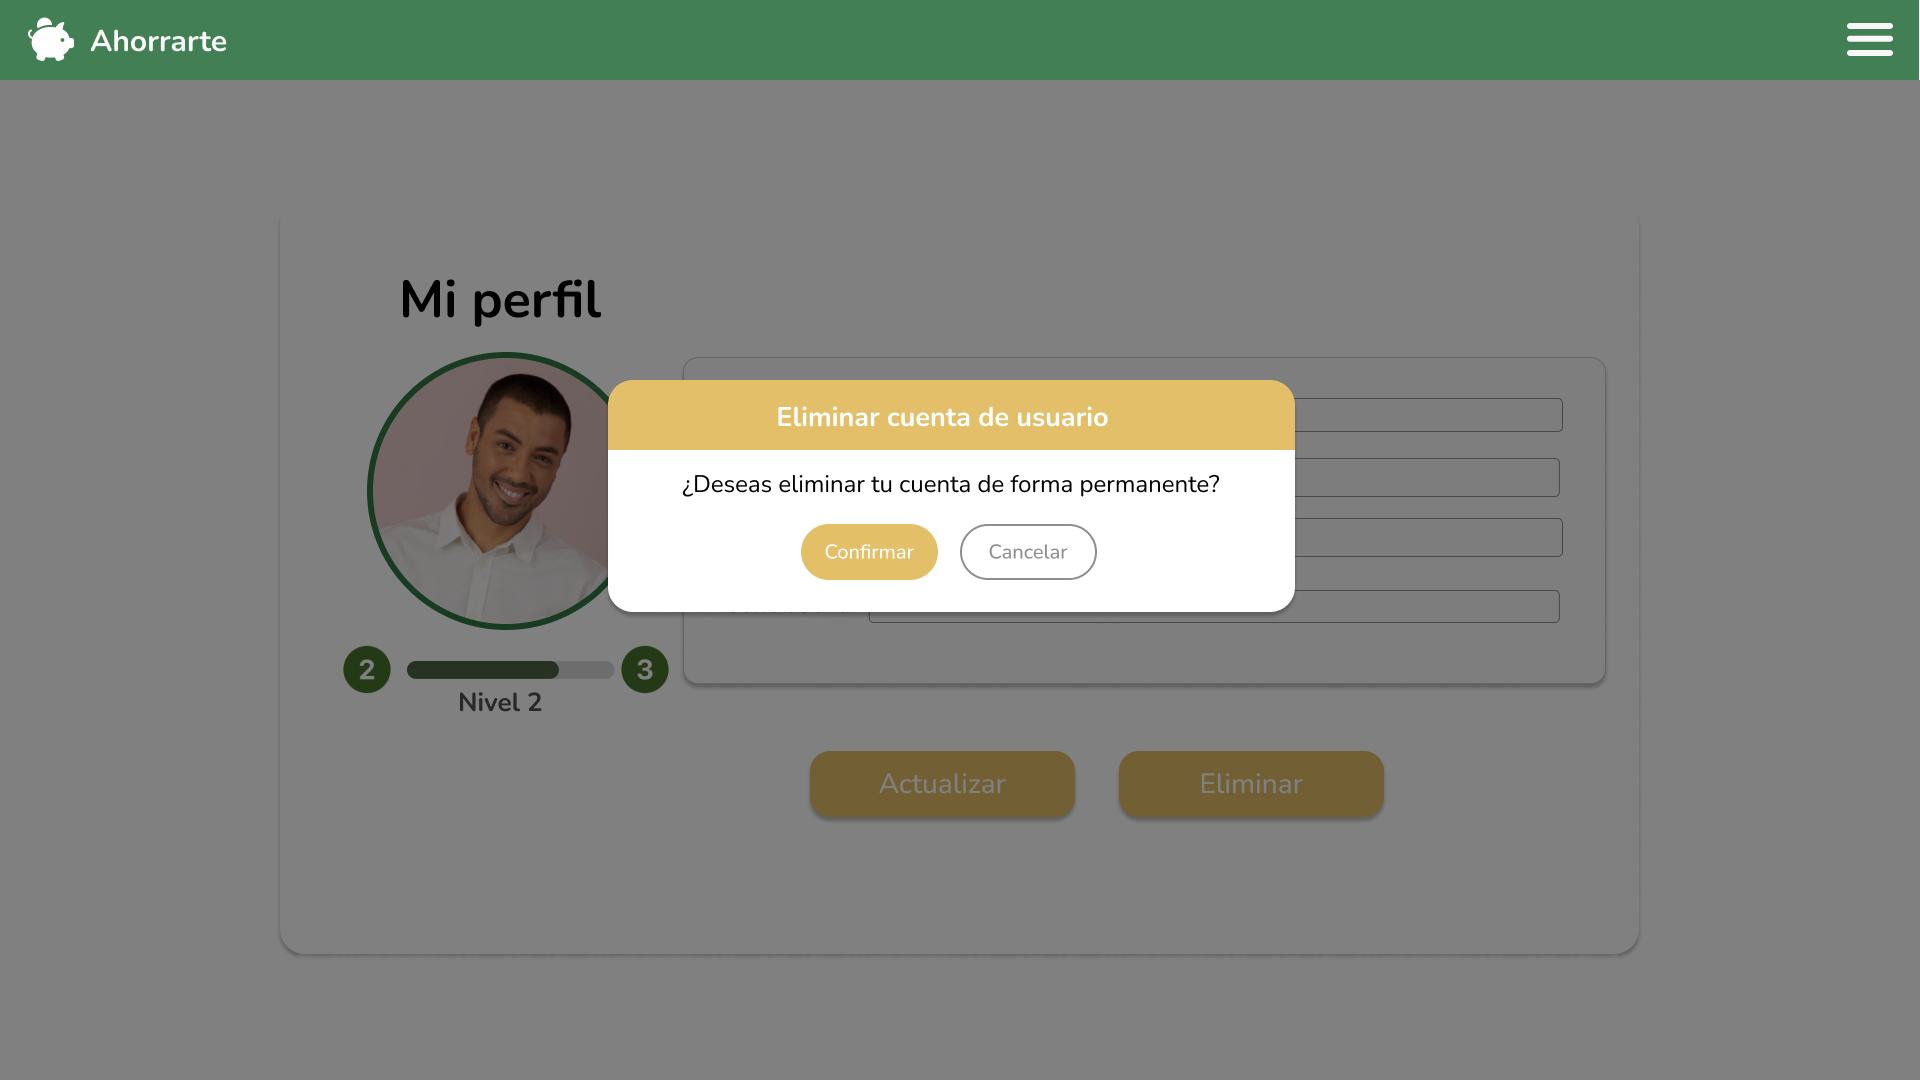 Ahorrarte
Mi perfil
Eliminar cuenta de usuario
¿Deseas eliminar tu cuenta de forma permanente?
Confirmar
Cancelar
2
3
Nivel 2
Actualizar
Eliminar